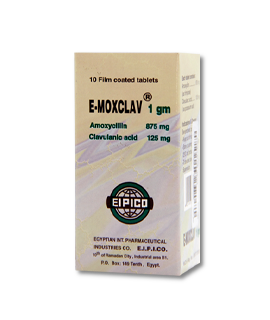 10 Film coated tablets
E-MOXCLAV® 1 gm
Amoxycillin 875 mg
Clavulanic acid 125 mg
EIPICO
EGYPTIAN INT. PHARMACEUTICAL
INDUSTRIES CO. E.I.P.I.CO.
10th of Ramadan City, Industrial area B1.
P.O. Box: 149 Tenth, Egypt.